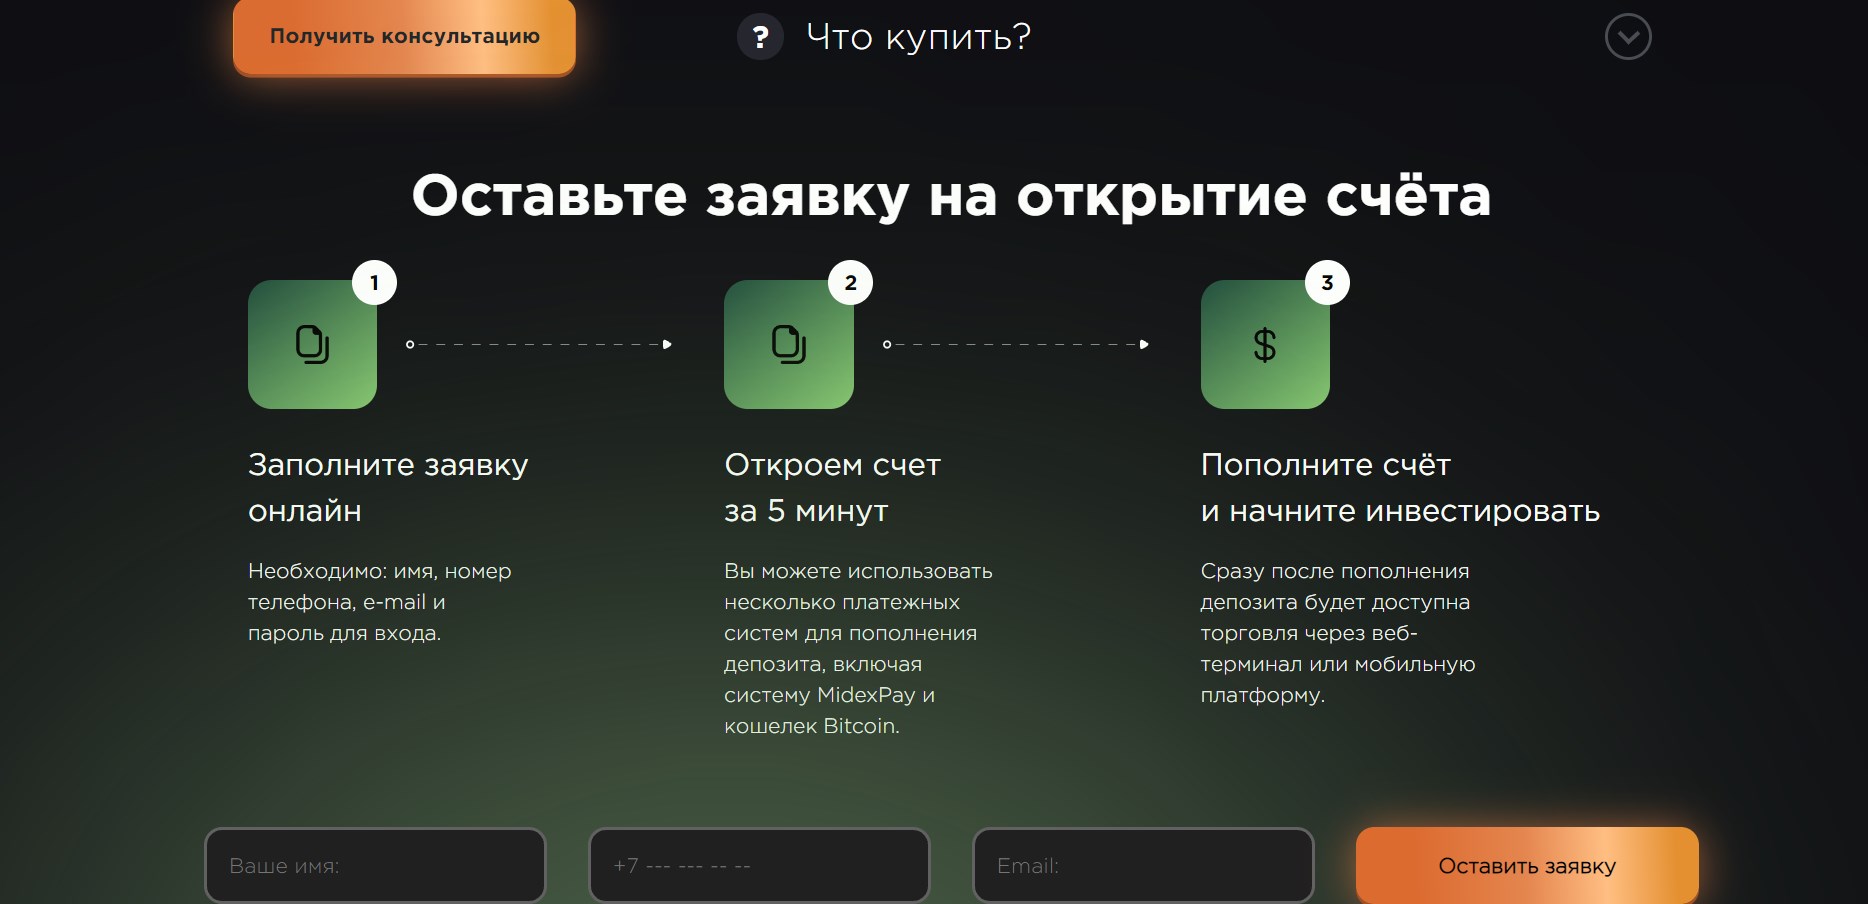 Получить консультацию
? Что купить?
Оставьте заявку на открытие счёта
1
2
3
$
Заполните заявку
онлайн
Необходимо: имя, номер
телефона, e-mail и
пароль для входа.
Откроем счет
за 5 минут
Вы можете использовать
несколько платежных
систем для пополнения
депозита, включая
систему MidexPay и
кошелек Bitcoin.
Пополните счёт
и начните инвестировать
Сразу после пополнения
депозита будет доступна
торговля через веб-
терминал или мобильную
платформу.
Ваше имя:
+7 --- --- -- --
Email:
Оставить заявку